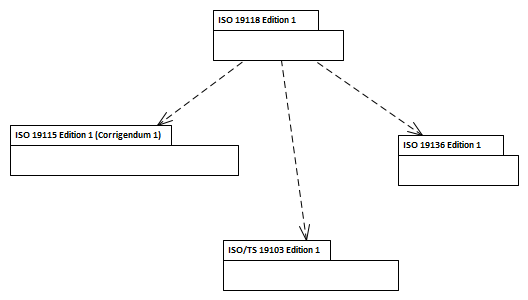 ISO 19118 Edition 1
ISO 19115 Edition 1 (Corrigendum 1)
ISO 19136 Edition 1
ISO/TS 19103 Edition 1